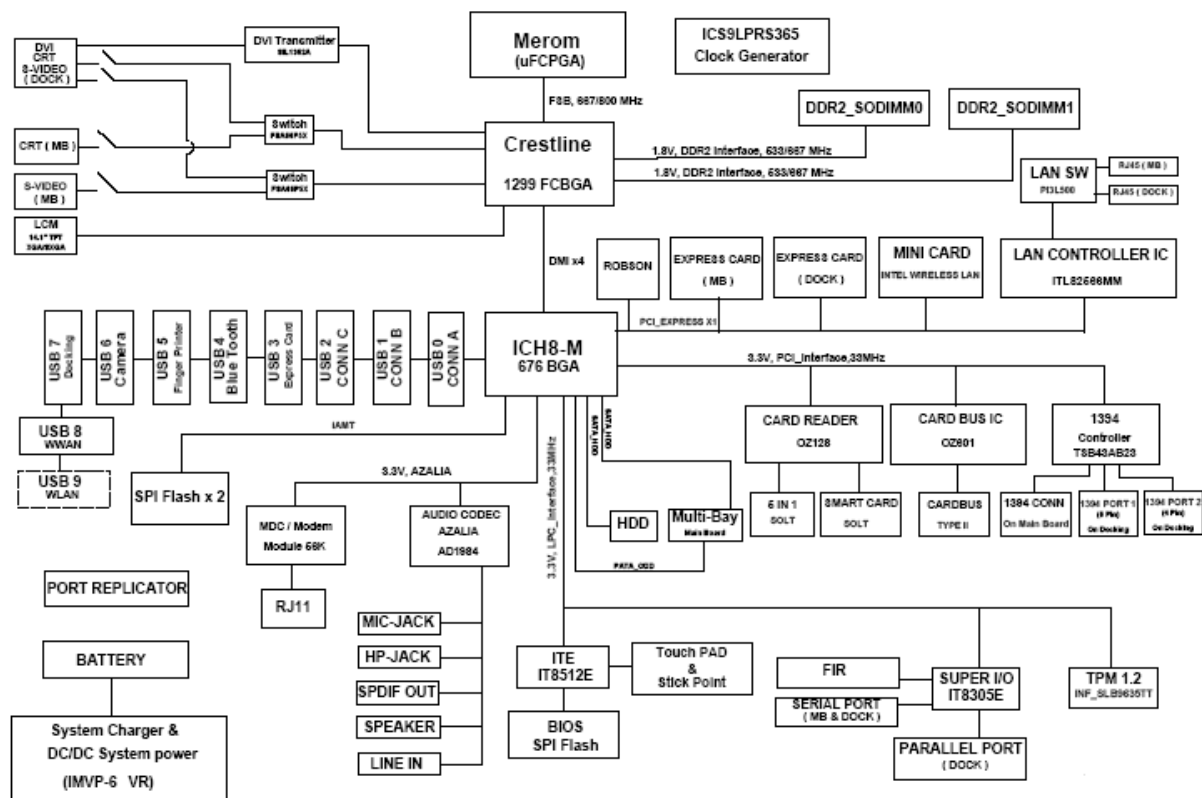 DVI
CRT
S-VIDEO
( DOCK )
DVI Transmitter
Merom
(uFCPGA)
ICS9LPRS365
Clock Generator
FSB, 667/800 MHz
DDR2_SODIMM0
DDR2_SODIMM1
CRT ( MB )
Switch
Crestline
1299 FCBGA
1.8V, DDR2 Interface, 533/667 MHz
1.8V, DDR2 Interface, 533/667 MHz
LAN SW
PI3L500
RJ45 ( MB )
RJ45 ( DOCK )
S-VIDEO
( MB )
Switch
LCM
14.1" TFT
DMI x4
ROBSON
EXPRESS CARD
( MB )
EXPRESS CARD
( DOCK )
MINI CARD
INTEL WIRELESS LAN
LAN CONTROLLER IC
ITL82566MM
PCI_EXPRESS X1
USB 7
Docking
USB 6
Camera
USB 5
Finger Printer
USB 4
Blue Tooth
USB 3
Express Card
USB 2
CONN C
USB 1
CONN B
USB 0
CONN A
ICH8-M
676 BGA
3.3V, PCI_Interface,33MHz
USB 8
WWAN
USB 9
WLAN
IAMT
SPI Flash x 2
3.3V, AZALIA
3.3V, LPC_Interface,33MHz
SATA_HDD
SATA_HDD
CARD READER
OZ128
CARD BUS IC
OZ601
1394
Controller
TSB43AB23
MDC / Modem
Module 56K
AUDIO CODEC
AZALIA
AD1984
HDD
Multi-Bay
Main Board
PATA_ODD
5 IN 1
SOLT
SMART CARD
SOLT
CARDBUS
TYPE II
1394 CONN
On Main Board
1394 PORT 1
On Docking
1394 PORT 2
On Docking
PORT REPLICATOR
RJ11
MIC-JACK
HP-JACK
SPDIF OUT
SPEAKER
LINE IN
BATTERY
System Charger &
DC/DC System power
(IMVP-6 VR)
ITE
IT8512E
Touch PAD
&
Stick Point
BIOS
SPI Flash
FIR
SERIAL PORT
( MB & DOCK )
SUPER I/O
IT8305E
PARALLEL PORT
( DOCK )
TPM 1.2
INF_SLB9635TT